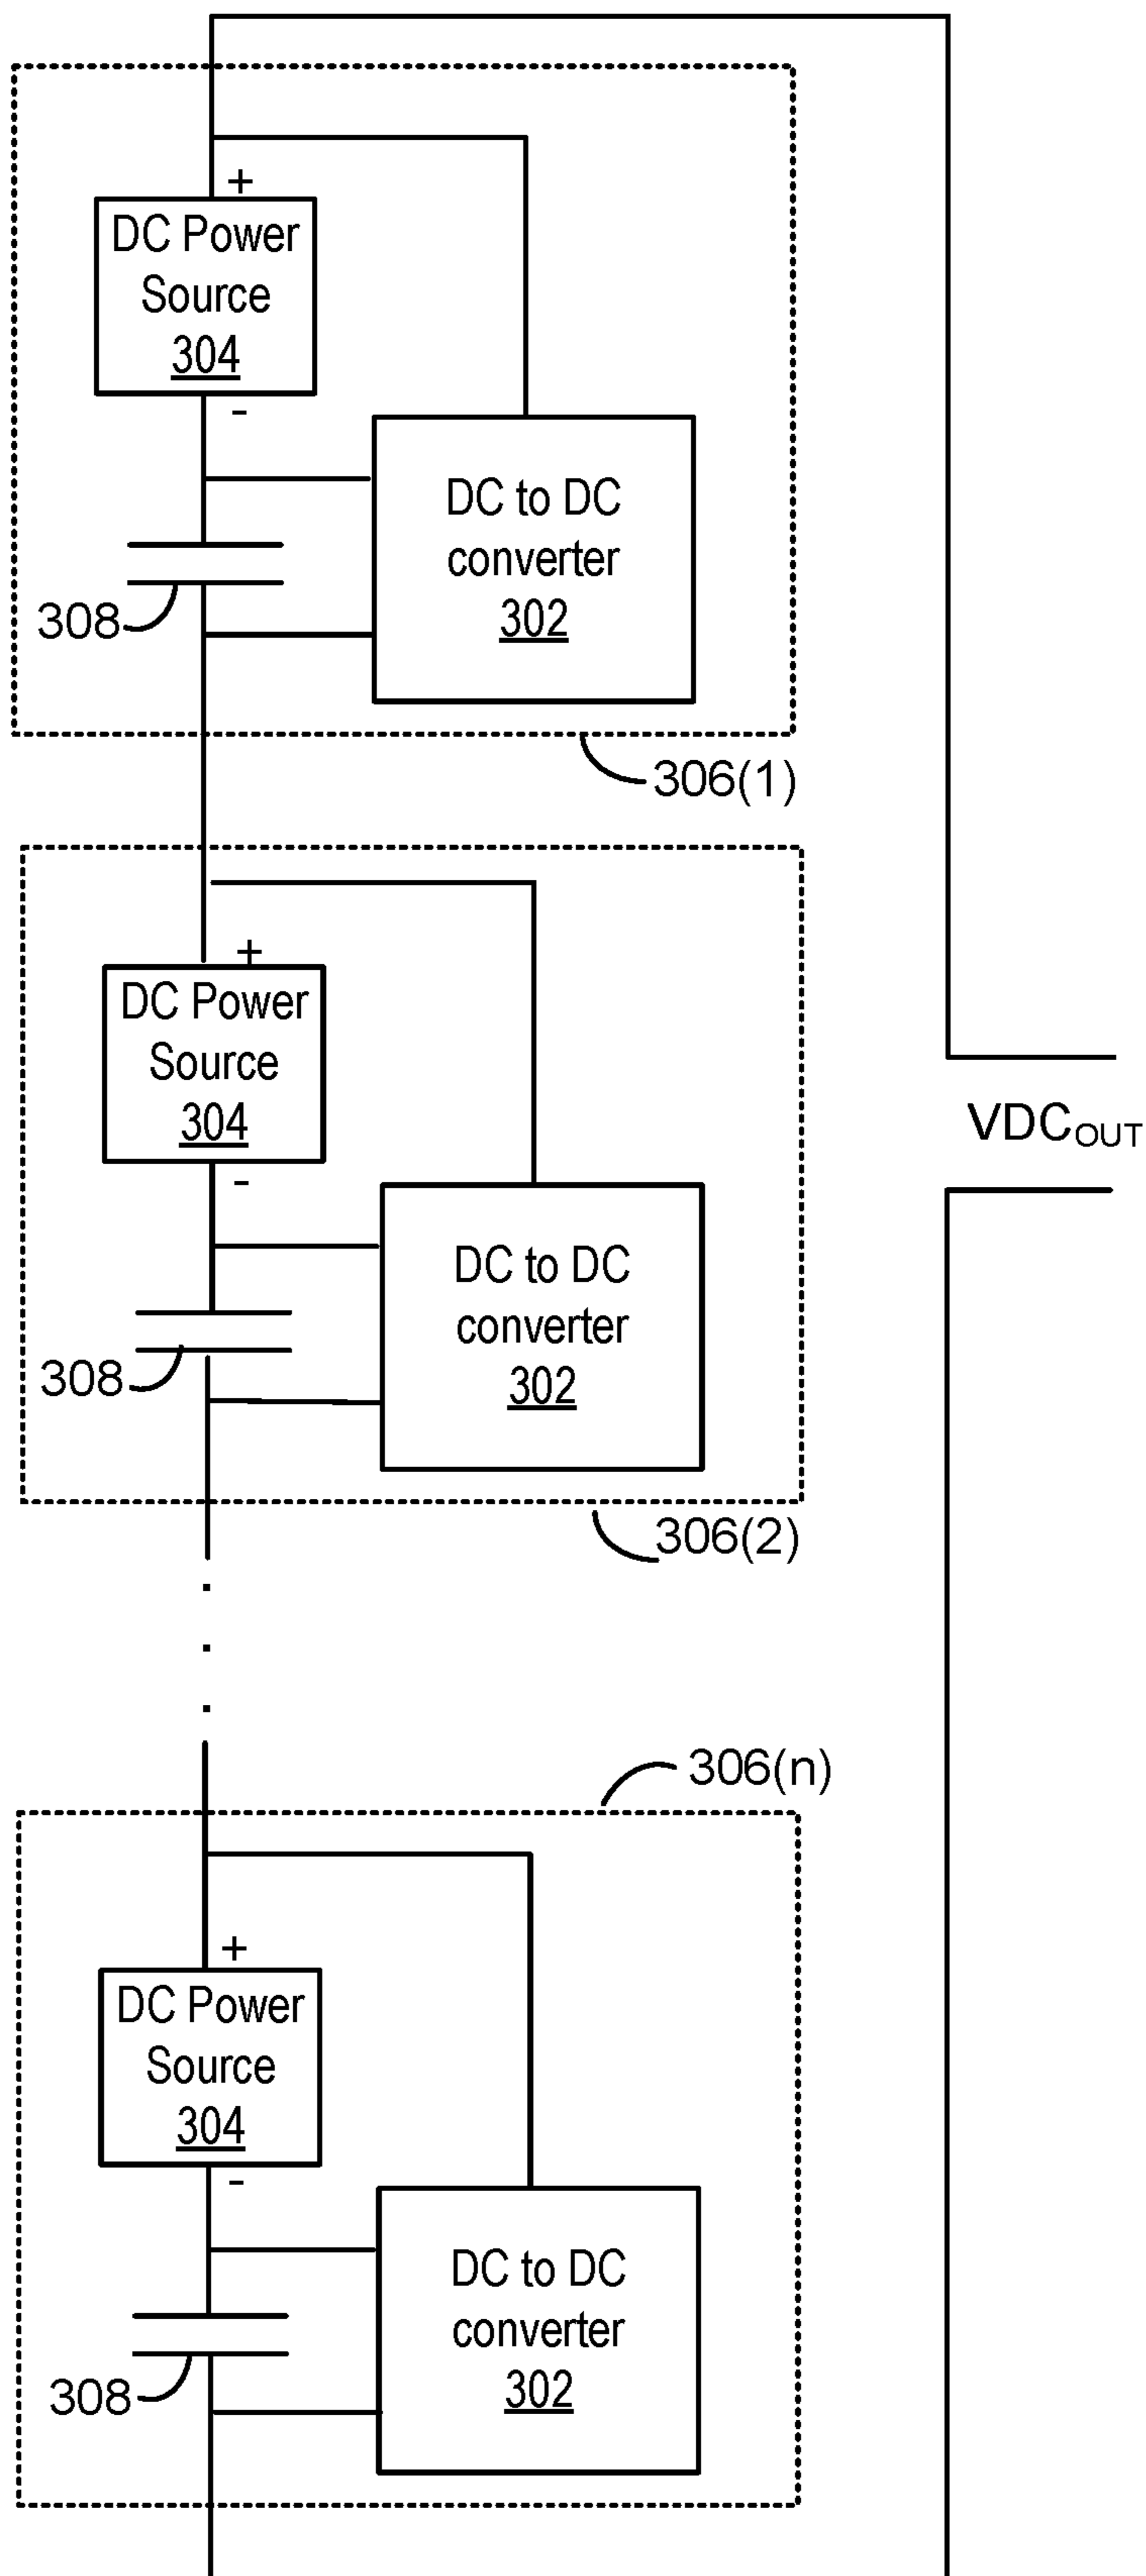 +
DC Power
Source
304
-
DC to DC
converter
302
308
306(1)
+
DC Power
Source
304
-
VDCOUT
DC to DC
converter
302
308
306(2)
.
.
.
306(n)
+
DC Power
Source
304
-
DC to DC
converter
302
308